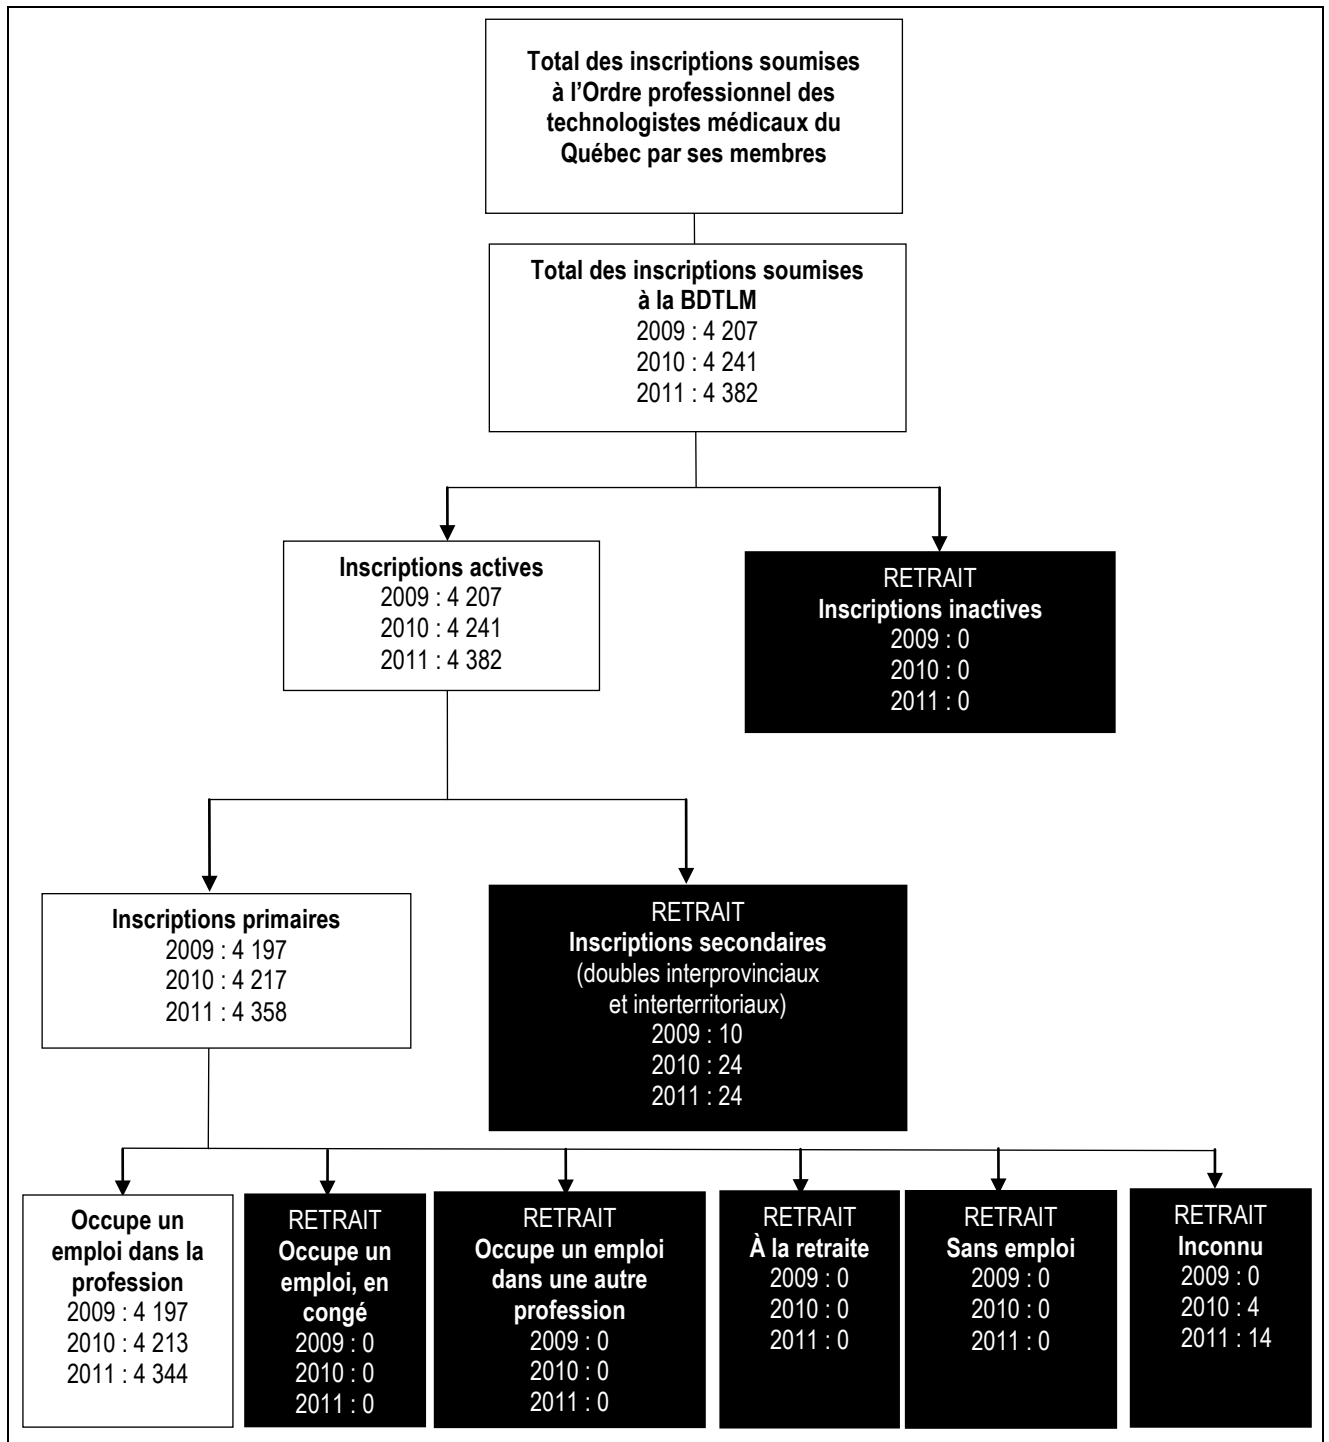 Total des inscriptions soumises
à l’Ordre professionnel des
technologistes médicaux du
Québec par ses membres
Total des inscriptions soumises
à la BDTLM
2009 : 4 207
2010 : 4 241
2011 : 4 382
Inscriptions actives
2009 : 4 207
2010 : 4 241
2011 : 4 382
RETRAIT
Inscriptions inactives
2009 : 0
2010 : 0
2011 : 0
Inscriptions primaires
2009 : 4 197
2010 : 4 217
2011 : 4 358
RETRAIT
Inscriptions secondaires
(doubles interprovinciaux
et interterritoriaux)
2009 : 10
2010 : 24
2011 : 24
Occupe un
emploi dans la
profession
2009 : 4 197
2010 : 4 213
2011 : 4 344
RETRAIT
Occupe un
emploi, en
congé
2009 : 0
2010 : 0
2011 : 0
RETRAIT
Occupe un emploi
dans une autre
profession
2009 : 0
2010 : 0
2011 : 0
RETRAIT
À la retraite
2009 : 0
2010 : 0
2011 : 0
RETRAIT
Sans emploi
2009 : 0
2010 : 0
2011 : 0
RETRAIT
Inconnu
2009 : 0
2010 : 4
2011 : 14